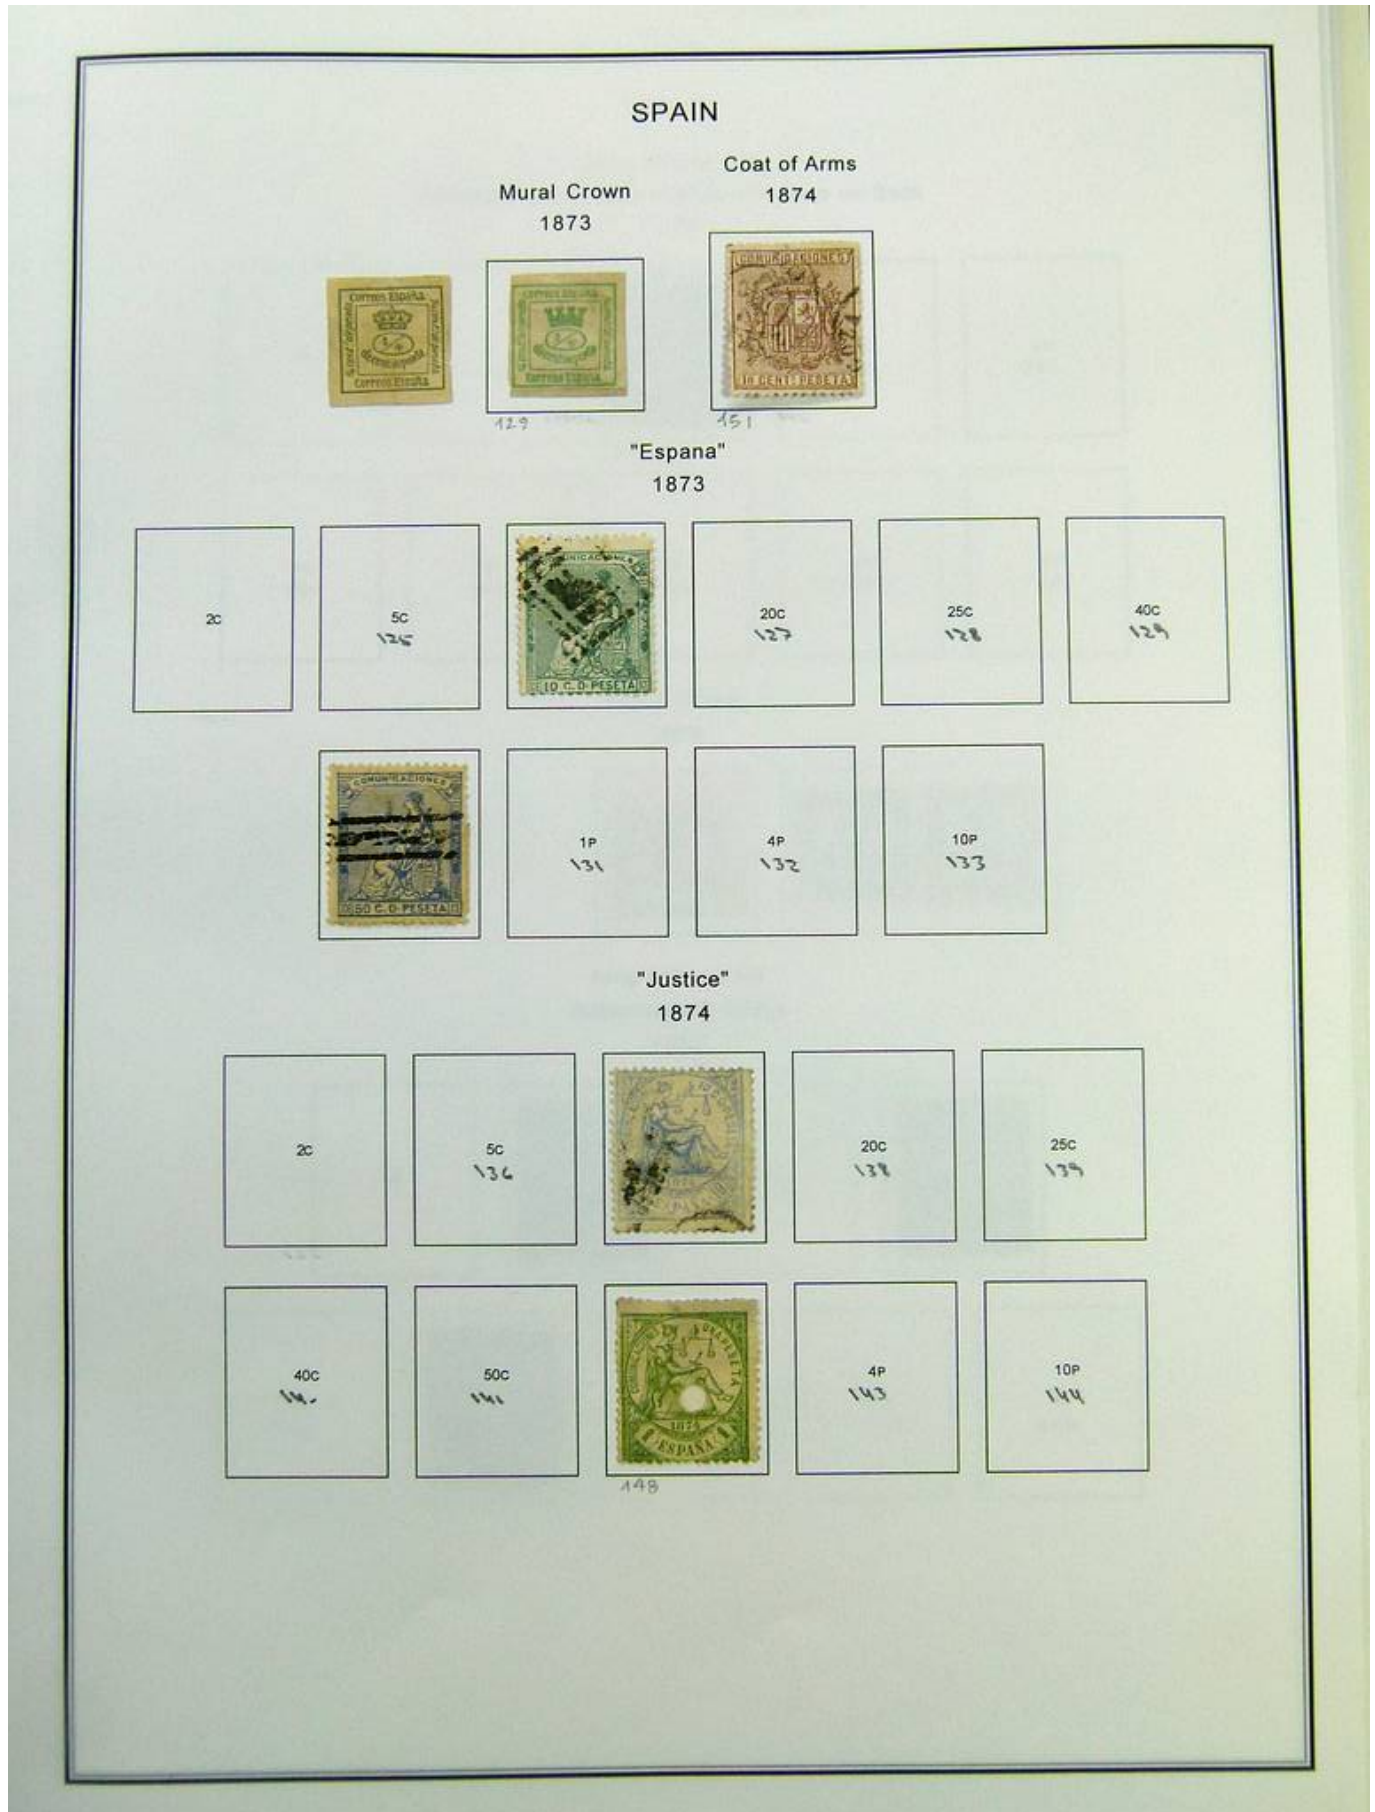 SPAIN
Coat of Arms
1874
Mural Crown
1873
Correos España
Correos España
129
COMUNICACIONES
10 CENT: PESETA
151
"Espana"
1873
2C
5C
125
10 C. D PESETA
20C
127
25C
128
40C
129
COMUNICACIONES
50 C. D PESETA
1P
131
4P
132
10P
133
"Justice"
1874
2C
5C
136
20C
138
25C
139
40C
50C
141
1874
1 ESPAÑA 1
148
4P
143
10P
144